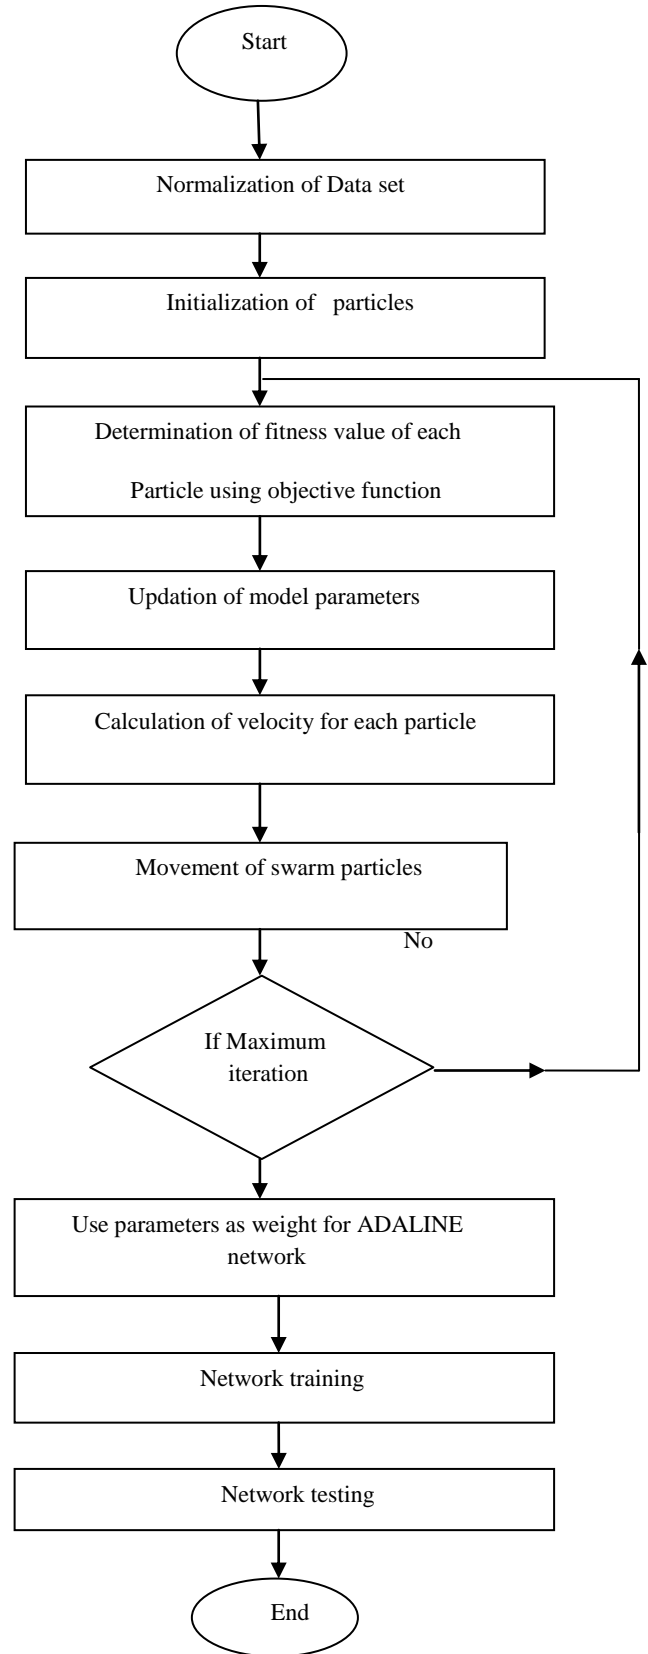 Start
Normalization of Data set
Initialization of particles
Determination of fitness value of each
Particle using objective function
Updation of model parameters
Calculation of velocity for each particle
Movement of swarm particles
No
If Maximum
iteration
Use parameters as weight for ADALINE
network
Network training
Network testing
End